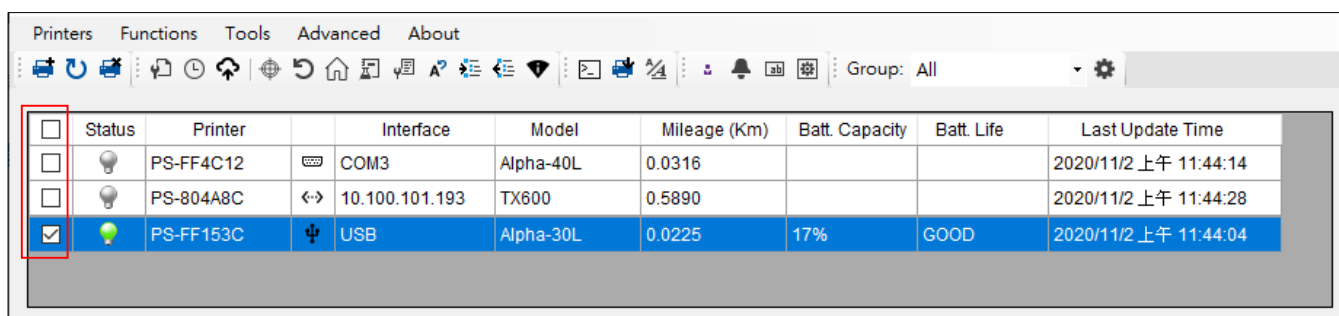 Printers Functions Tools Advanced About
Group: All
Status Printer Interface Model Mileage (Km) Batt. Capacity Batt. Life Last Update Time
PS-FF4C12 COM3 Alpha-40L 0.0316 2020/11/2 上午 11:44:14
PS-804A8C 10.100.101.193 TX600 0.5890 2020/11/2 上午 11:44:28
PS-FF153C USB Alpha-30L 0.0225 17% GOOD 2020/11/2 上午 11:44:04